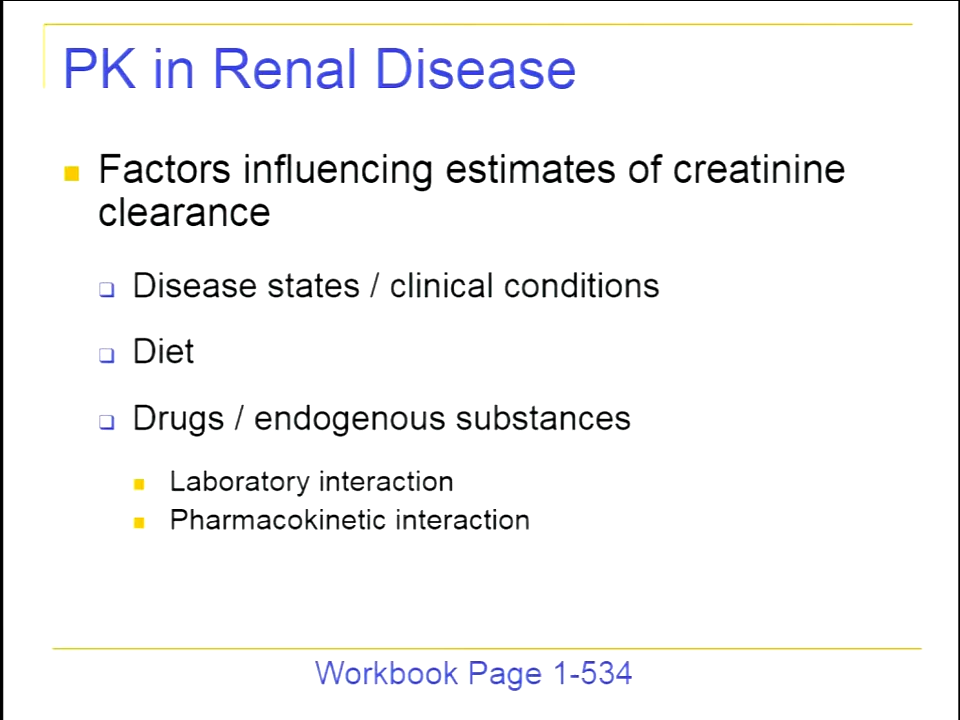 PK in Renal Disease
Factors influencing estimates of creatinine
clearance
Disease states / clinical conditions
Diet
Drugs / endogenous substances
Laboratory interaction
Pharmacokinetic interaction
Workbook Page 1-534